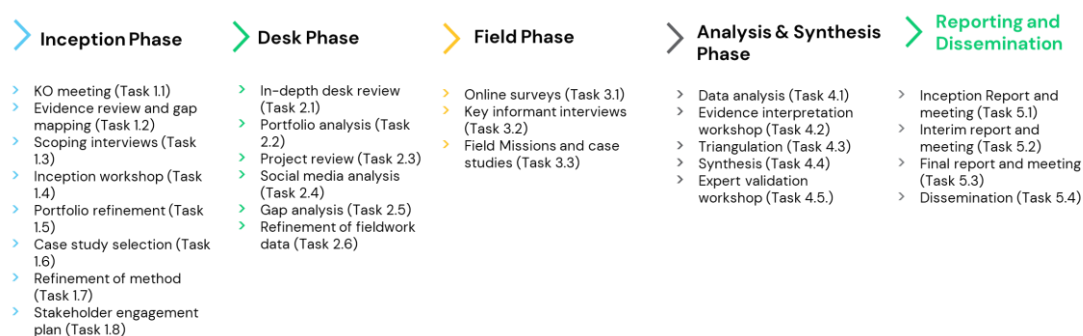 Inception Phase
KO meeting (Task 1.1)
Evidence review and gap
mapping (Task 1.2)
Scoping interviews (Task
1.3)
Inception workshop (Task
1.4)
Portfolio refinement (Task
1.5)
Case study selection (Task
1.6)
Refinement of method
(Task 1.7)
Stakeholder engagement
plan (Task 1.8)
Desk Phase
In-depth desk review
(Task 2.1)
Portfolio analysis (Task
2.2)
Project review (Task 2.3)
Social media analysis
(Task 2.4)
Gap analysis (Task 2.5)
Refinement of fieldwork
data (Task 2.6)
Field Phase
Online surveys (Task 3.1)
Key informant interviews
(Task 3.2)
Field Missions and case
studies (Task 3.3)
Analysis & Synthesis
Phase
Data analysis (Task 4.1)
Evidence interpretation
workshop (Task 4.2)
Triangulation (Task 4.3)
Synthesis (Task 4.4)
Expert validation
workshop (Task 4.5.)
Reporting and
Dissemination
Inception Report and
meeting (Task 5.1)
Interim report and
meeting (Task 5.2)
Final report and meeting
(Task 5.3)
Dissemination (Task 5.4)